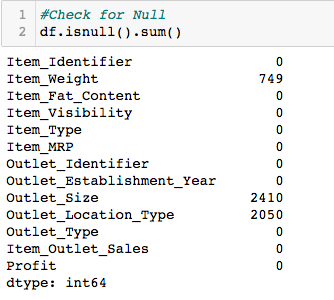 1 #Check for Null
2 df.isnull().sum()
Item_Identifier 0
Item_Weight 749
Item_Fat_Content 0
Item_Visibility 0
Item_Type 0
Item_MRP 0
Outlet_Identifier 0
Outlet_Establishment_Year 0
Outlet_Size 2410
Outlet_Location_Type 2050
Outlet_Type 0
Item_Outlet_Sales 0
Profit 0
dtype: int64